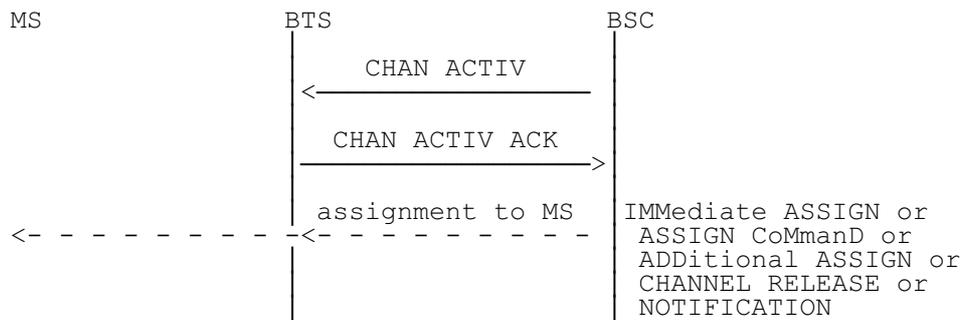 MS BTS BSC
CHAN ACTIV
CHAN ACTIV ACK
assignment to MS IMMediate ASSIGN or
ASSIGN CoMmanD or
ADDitional ASSIGN or
CHANNEL RELEASE or
NOTIFICATION